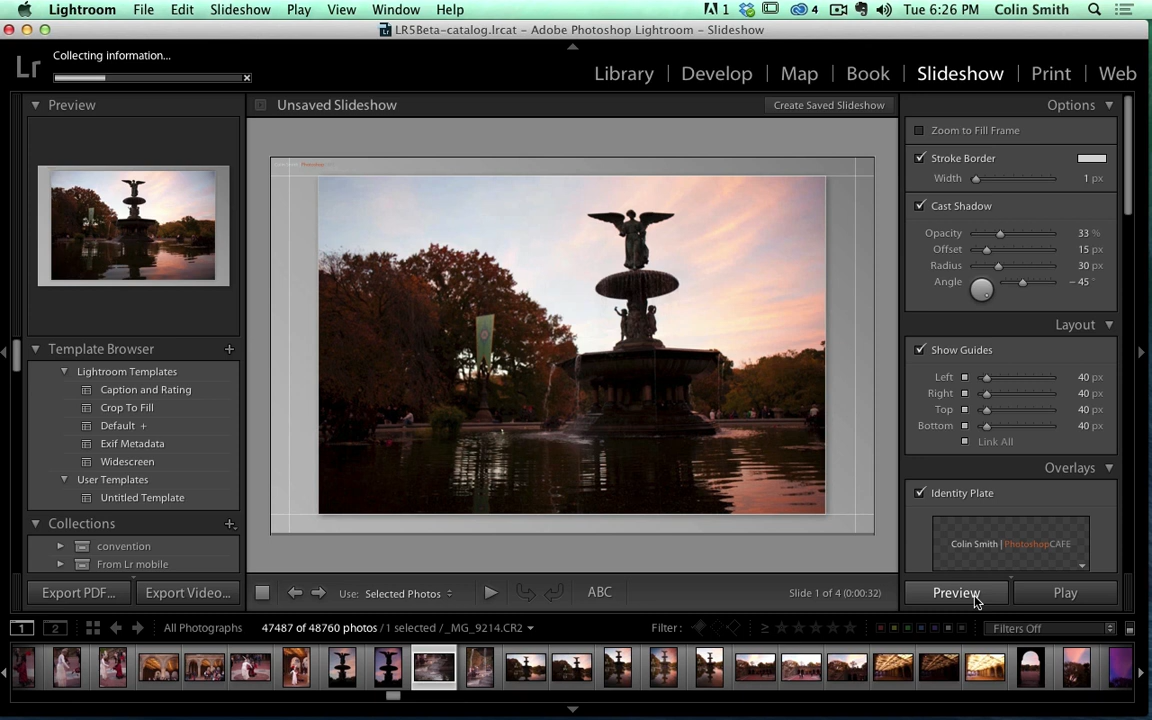 Lightroom File Edit Slideshow Play View Window Help 1 4 Tue 6:26 PM Colin Smith
LR5Beta-catalog.lrcat – Adobe Photoshop Lightroom – Slideshow
Collecting information...
Lr
Library | Develop | Map | Book | Slideshow | Print | Web
Preview
Unsaved Slideshow
Create Saved Slideshow
Options
Zoom to Fill Frame
Stroke Border
Width 1 px
Cast Shadow
Opacity 33 %
Offset 15 px
Radius 30 px
Angle – 45 °
Layout
Show Guides
Left 40 px
Right 40 px
Top 40 px
Bottom 40 px
Link All
Overlays
Identity Plate
Colin Smith | PhotoshopCAFE
Template Browser
Lightroom Templates
Caption and Rating
Crop To Fill
Default +
Exif Metadata
Widescreen
User Templates
Untitled Template
Collections
convention
From Lr mobile
Export PDF...
Export Video...
Use: Selected Photos
ABC
Slide 1 of 4 (0:00:32)
Preview
Play
1 2 All Photographs 47487 of 48760 photos / 1 selected / _MG_9214.CR2
Filter : ≥
Filters Off